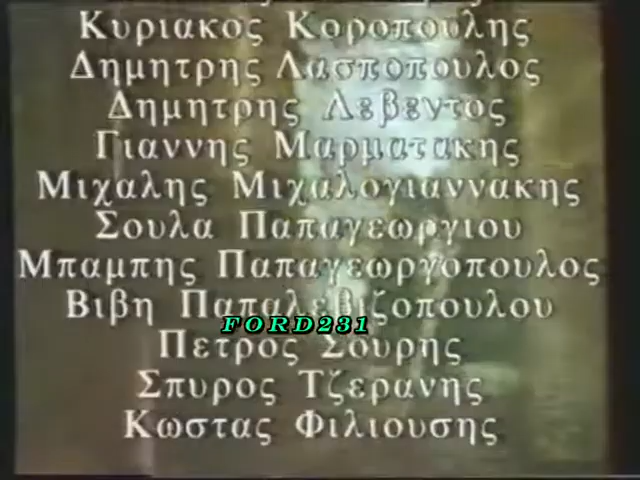 Κυριακος Κοροπουλης
Δημητρης Λασποπουλος
Δημητρης Λεβεντος
Γιαννης Μαρματακης
Μιχαλης Μιχαλογιαννακης
Σουλα Παπαγεωργιου
Μπαμπης Παπαγεωργοπουλος
Βιβη Παπαλεβιζοπουλου
FORD231
Πετρος Σουρης
Σπυρος Τζερανης
Κωστας Φιλιουσης